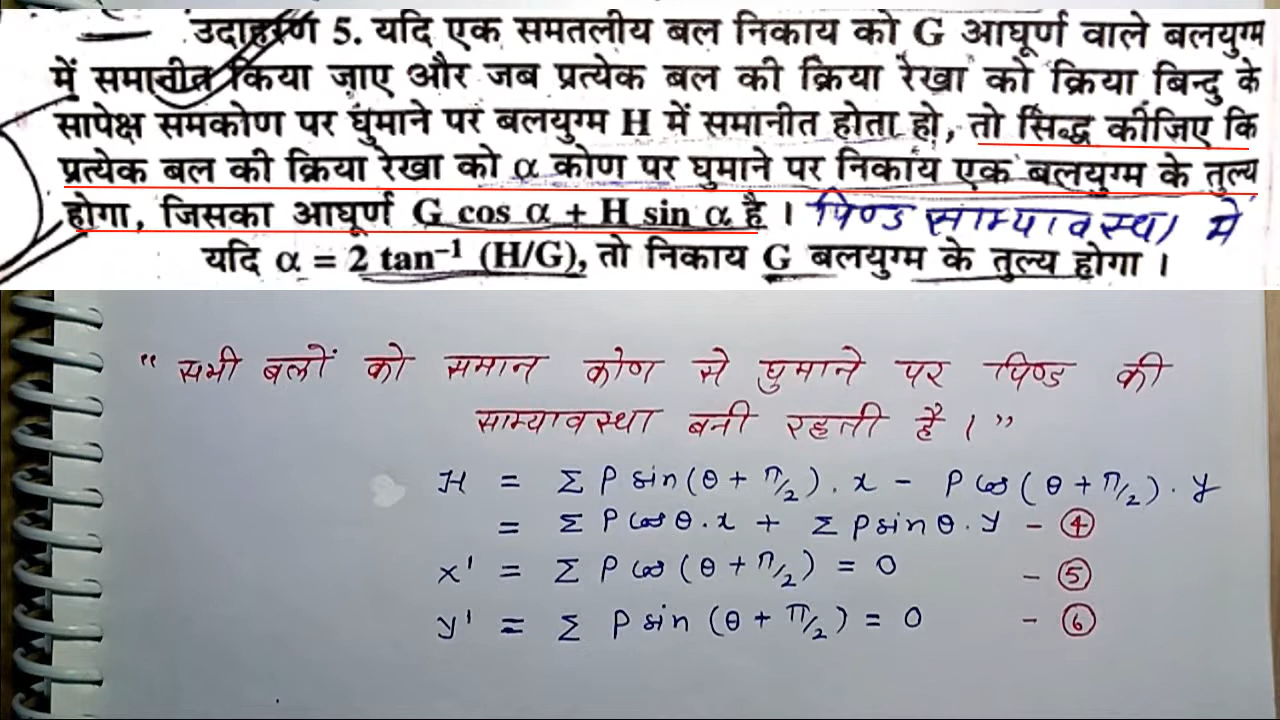 उदाहरण 5. यदि एक समतलीय बल निकाय को G आघूर्ण वाले बलयुग्म
में समानीत किया जाए और जब प्रत्येक बल की क्रिया रेखा को क्रिया बिन्दु के
सापेक्ष समकोण पर घुमाने पर बलयुग्म H में समानीत होता हो, तो सिद्ध कीजिए कि
प्रत्येक बल की क्रिया रेखा को α कोण पर घुमाने पर निकाय एक बलयुग्म के तुल्य
होगा, जिसका आघूर्ण G cos α + H sin α है । पिण्ड साम्यावस्था में
यदि α = 2 tan⁻¹ (H/G), तो निकाय G बलयुग्म के तुल्य होगा ।
“ सभी बलों को समान कोण से घुमाने पर पिण्ड की
साम्यावस्था बनी रहती है । ”
H = Σ P sin(θ + π/2) . x − P cos(θ + π/2) . y
= Σ P cosθ . x + Σ P sinθ . y − ④
x' = Σ P cos(θ + π/2) = 0 − ⑤
y' = Σ P sin(θ + π/2) = 0 − ⑥